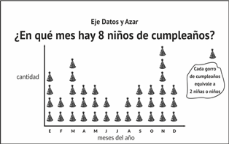 Eje Datos y Azar
¿En qué mes hay 8 niños de cumpleaños?
cantidad
Cada gorro
de cumpleaños
equivale a
2 niñas o niños
E F M A M J J A S O N D
meses del año